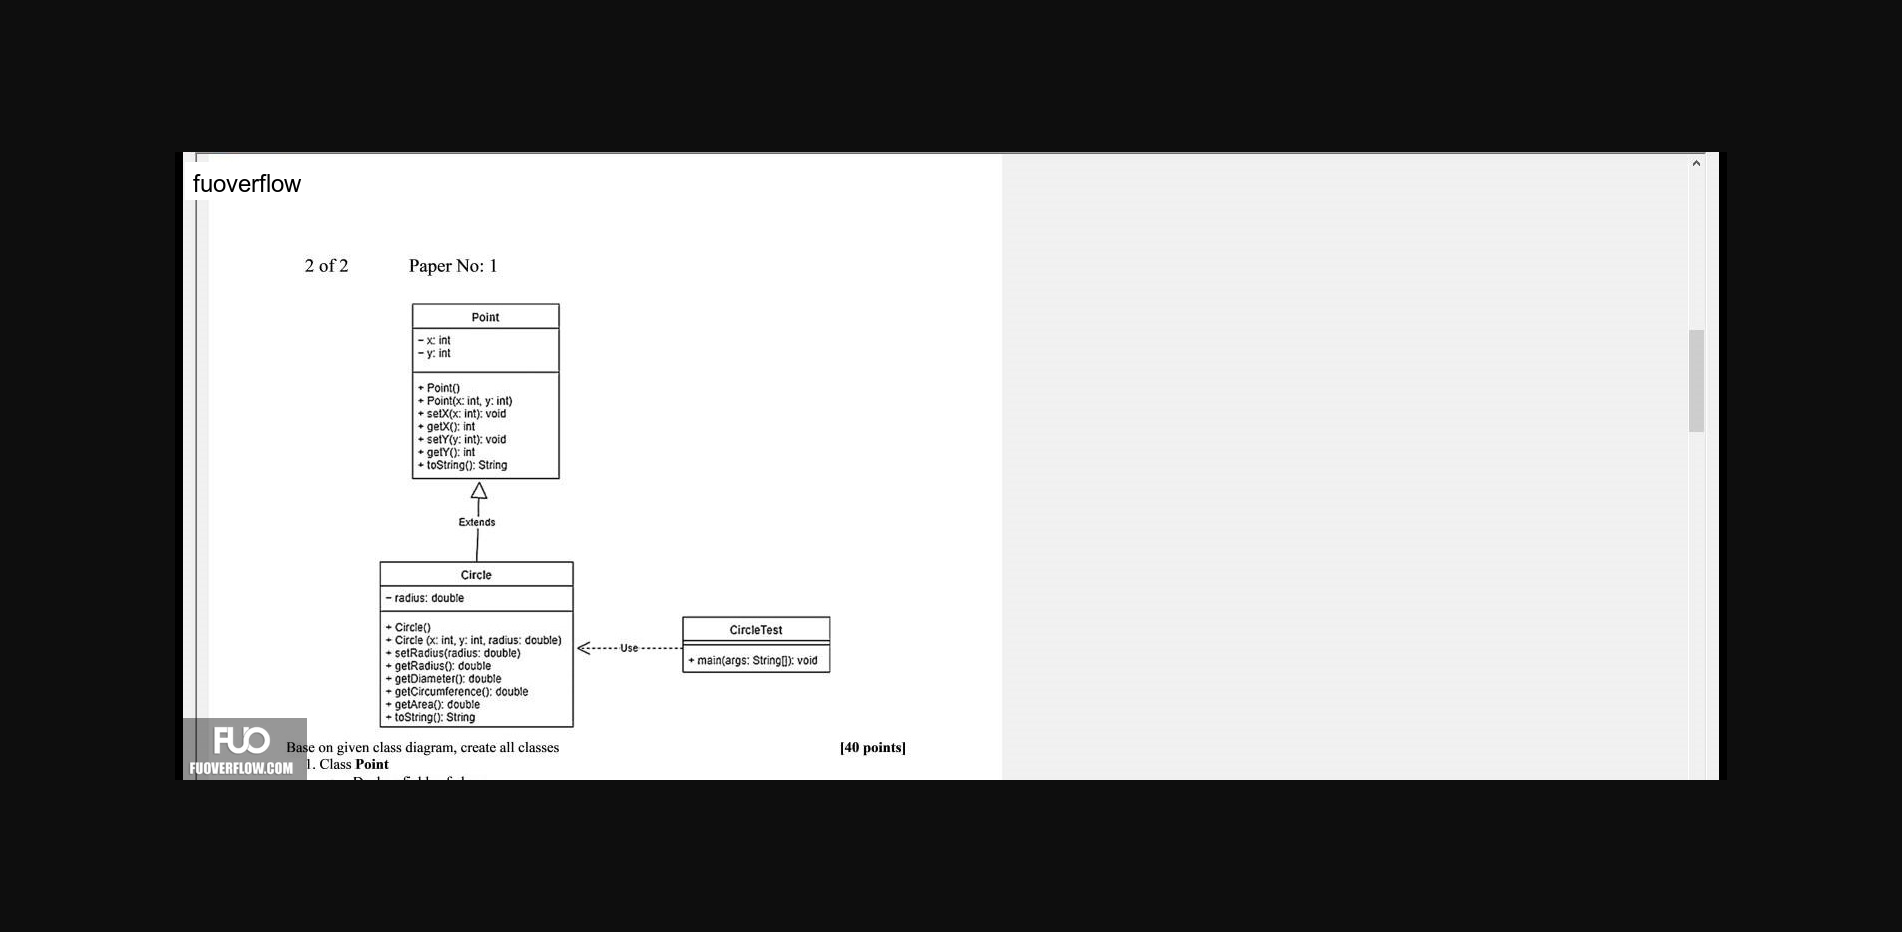 fuoverflow
2 of 2 Paper No: 1
Point
- x: int
- y: int
+ Point()
+ Point(x: int, y: int)
+ setX(x: int): void
+ getX(): int
+ setY(y: int): void
+ getY(): int
+ toString(): String
Extends
Circle
- radius: double
+ Circle()
+ Circle (x: int, y: int, radius: double)
+ setRadius(radius: double)
+ getRadius(): double
+ getDiameter(): double
+ getCircumference(): double
+ getArea(): double
+ toString(): String
Use
CircleTest
+ main(args: String[]): void
Base on given class diagram, create all classes [40 points]
1. Class Point
FUO
FUOVERFLOW.COM